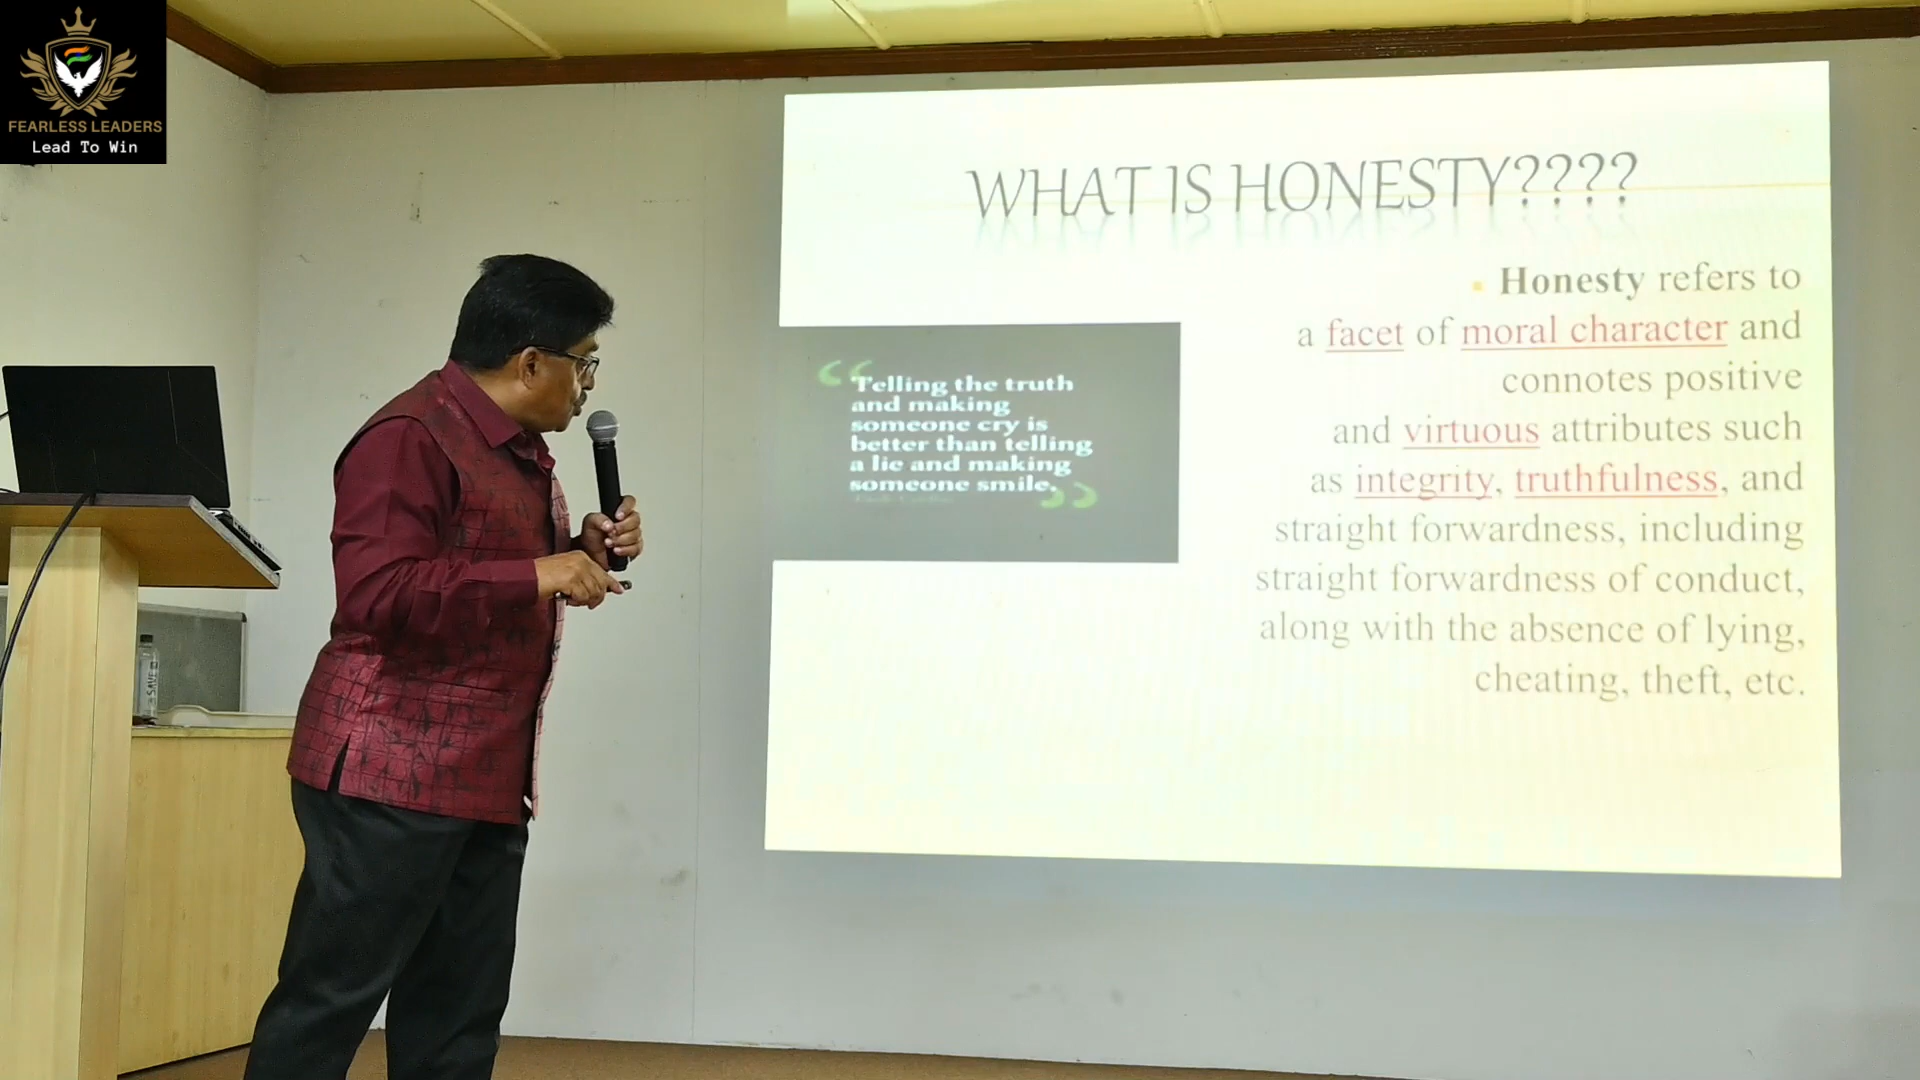 FEARLESS LEADERS
Lead To Win
WHAT IS HONESTY????
Honesty refers to
a facet of moral character and
connotes positive
and virtuous attributes such
as integrity, truthfulness, and
straight forwardness, including
straight forwardness of conduct,
along with the absence of lying,
cheating, theft, etc.
“Telling the truth
and making
someone cry is
better than telling
a lie and making
someone smile.”
SAVE